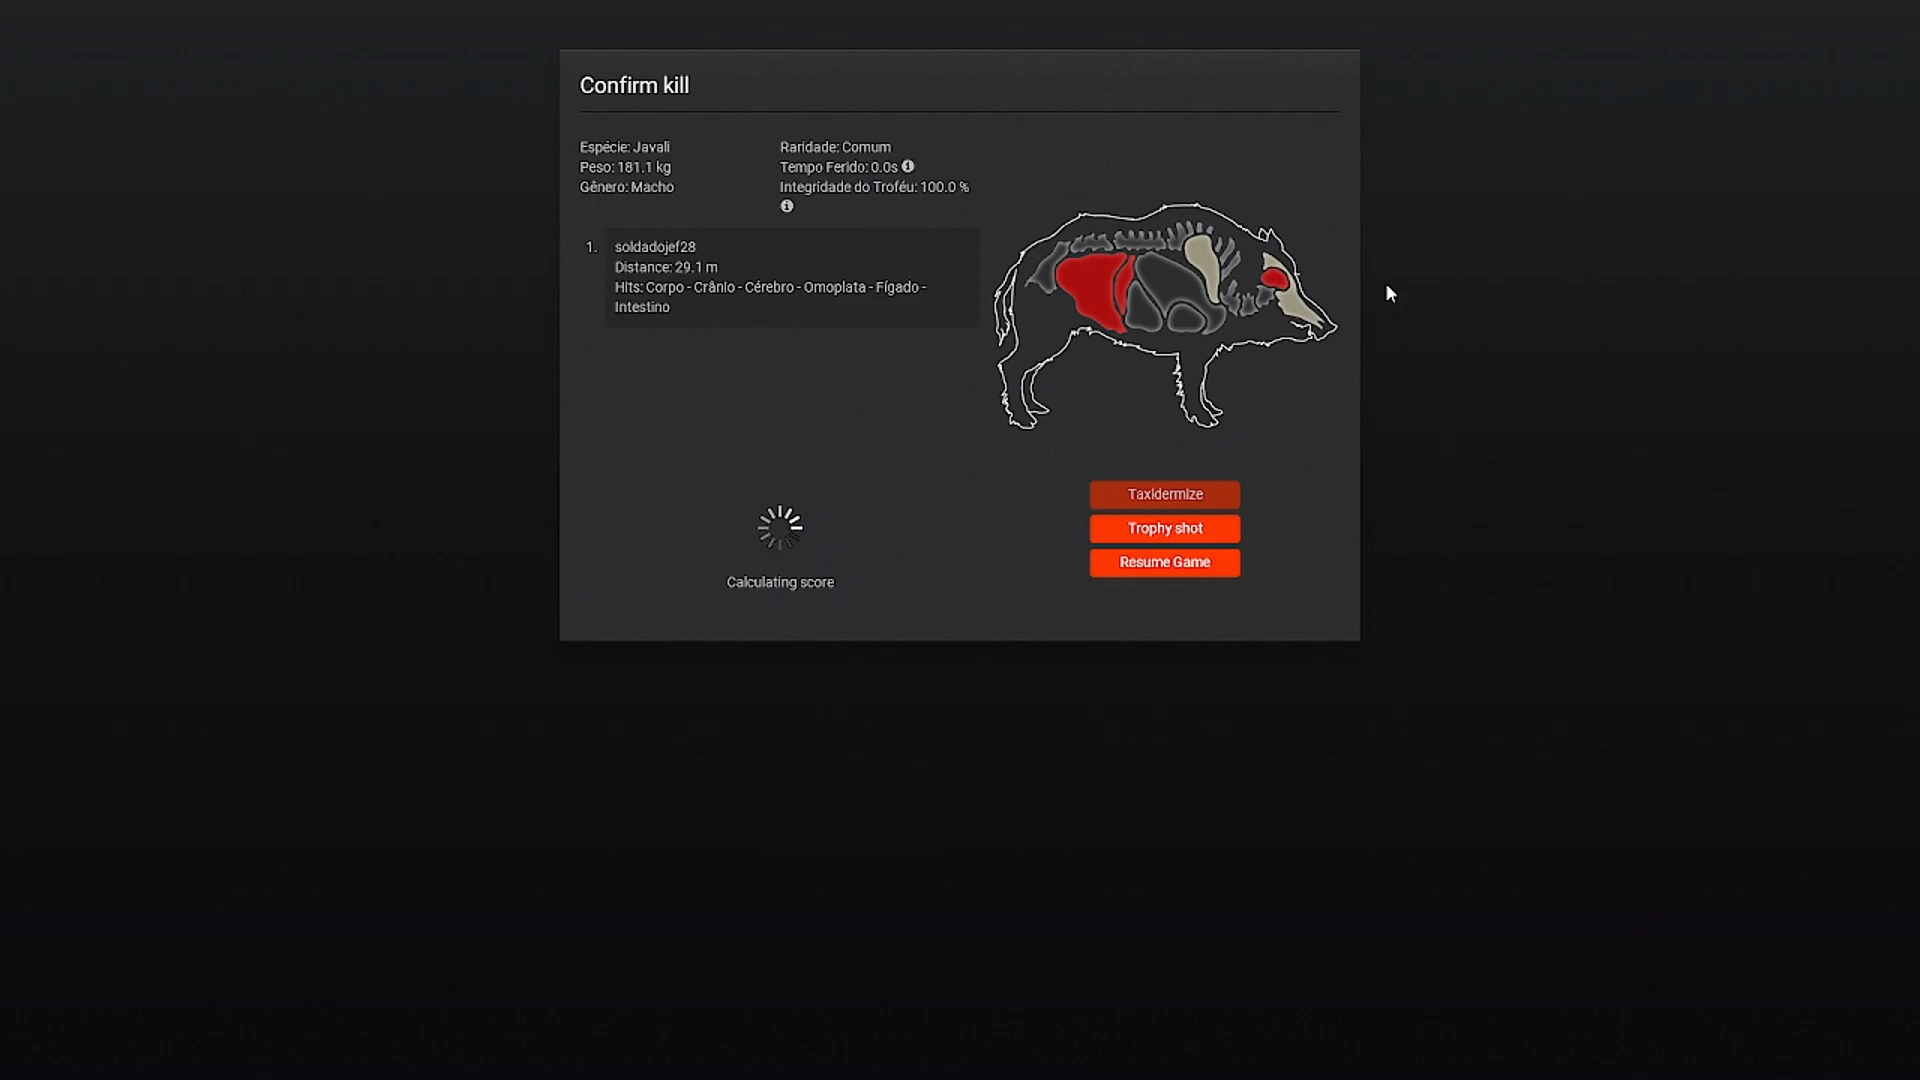 Confirm kill
Espécie: Javali
Peso: 181.1 kg
Gênero: Macho
Raridade: Comum
Tempo Ferido: 0.0s
Integridade do Troféu: 100.0 %
1.
soldadojef28
Distance: 29.1 m
Hits: Corpo - Crânio - Cérebro - Omoplata - Fígado -
Intestino
Taxidermize
Trophy shot
Resume Game
Calculating score